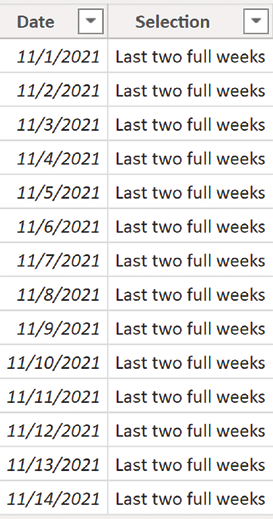 Date Selection
11/1/2021 Last two full weeks
11/2/2021 Last two full weeks
11/3/2021 Last two full weeks
11/4/2021 Last two full weeks
11/5/2021 Last two full weeks
11/6/2021 Last two full weeks
11/7/2021 Last two full weeks
11/8/2021 Last two full weeks
11/9/2021 Last two full weeks
11/10/2021 Last two full weeks
11/11/2021 Last two full weeks
11/12/2021 Last two full weeks
11/13/2021 Last two full weeks
11/14/2021 Last two full weeks